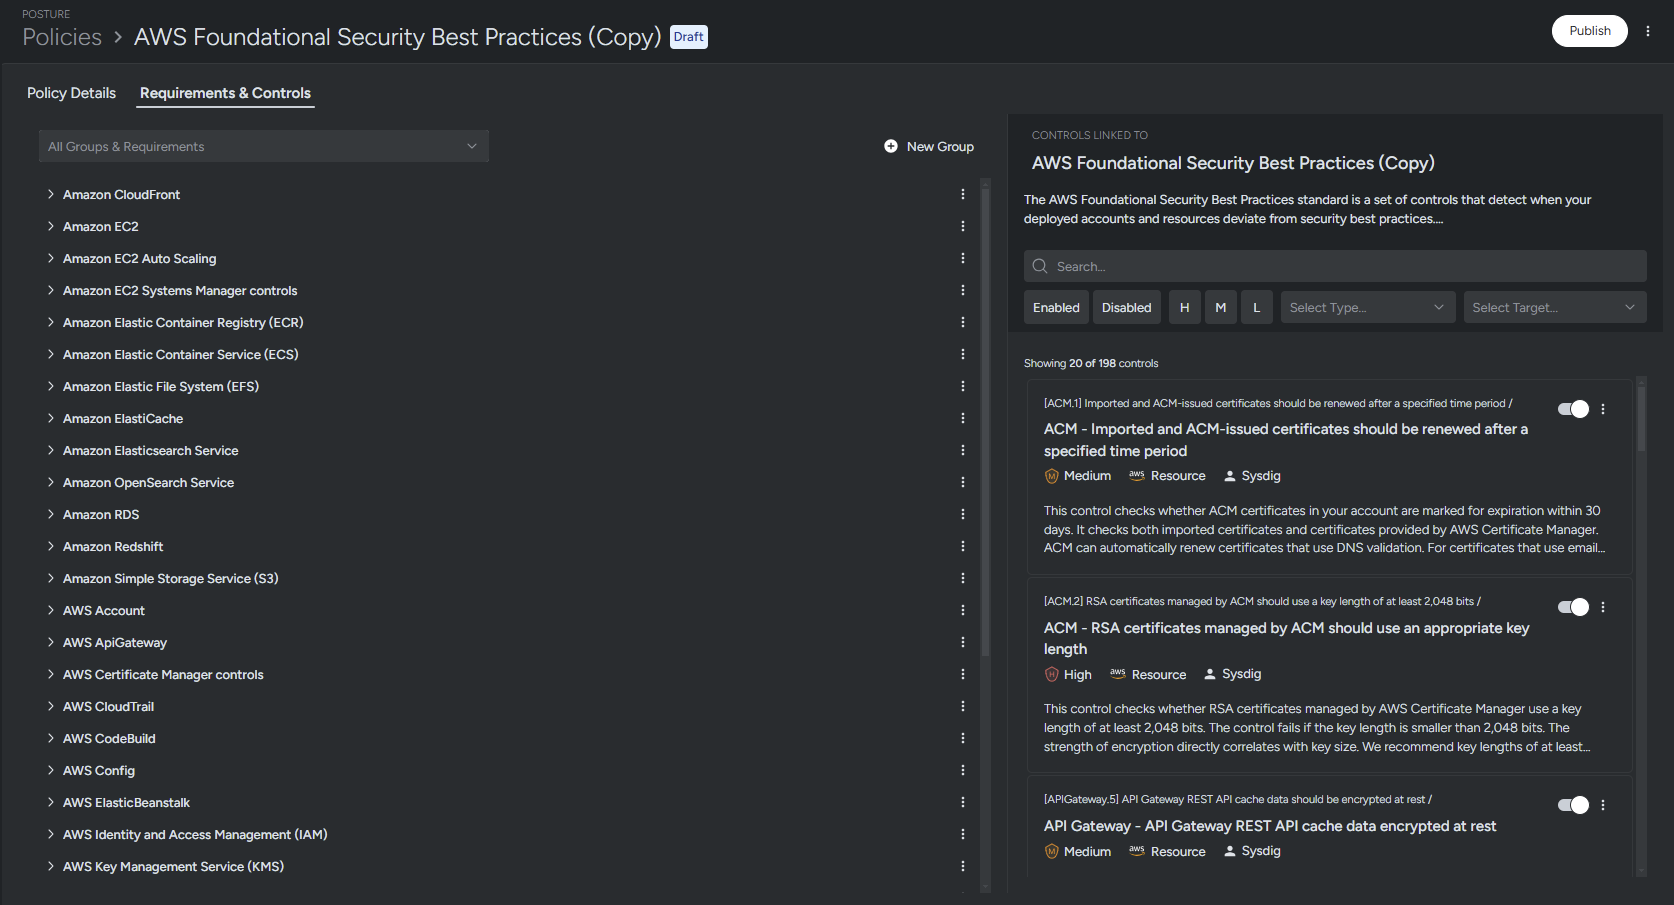 POSTURE
Policies > AWS Foundational Security Best Practices (Copy) Draft
Publish
Policy Details
Requirements & Controls
All Groups & Requirements
New Group
Amazon CloudFront
Amazon EC2
Amazon EC2 Auto Scaling
Amazon EC2 Systems Manager controls
Amazon Elastic Container Registry (ECR)
Amazon Elastic Container Service (ECS)
Amazon Elastic File System (EFS)
Amazon ElastiCache
Amazon Elasticsearch Service
Amazon OpenSearch Service
Amazon RDS
Amazon Redshift
Amazon Simple Storage Service (S3)
AWS Account
AWS ApiGateway
AWS Certificate Manager controls
AWS CloudTrail
AWS CodeBuild
AWS Config
AWS ElasticBeanstalk
AWS Identity and Access Management (IAM)
AWS Key Management Service (KMS)
CONTROLS LINKED TO
AWS Foundational Security Best Practices (Copy)
The AWS Foundational Security Best Practices standard is a set of controls that detect when your
deployed accounts and resources deviate from security best practices....
Search...
Enabled Disabled H M L Select Type... Select Target...
Showing 20 of 198 controls
[ACM.1] Imported and ACM-issued certificates should be renewed after a specified time period /
ACM - Imported and ACM-issued certificates should be renewed after a
specified time period
M Medium aws Resource Sysdig
This control checks whether ACM certificates in your account are marked for expiration within 30
days. It checks both imported certificates and certificates provided by AWS Certificate Manager.
ACM can automatically renew certificates that use DNS validation. For certificates that use email...
[ACM.2] RSA certificates managed by ACM should use a key length of at least 2,048 bits /
ACM - RSA certificates managed by ACM should use an appropriate key
length
H High aws Resource Sysdig
This control checks whether RSA certificates managed by AWS Certificate Manager use a key
length of at least 2,048 bits. The control fails if the key length is smaller than 2,048 bits. The
strength of encryption directly correlates with key size. We recommend key lengths of at least...
[APIGateway.5] API Gateway REST API cache data should be encrypted at rest /
API Gateway - API Gateway REST API cache data encrypted at rest
M Medium aws Resource Sysdig